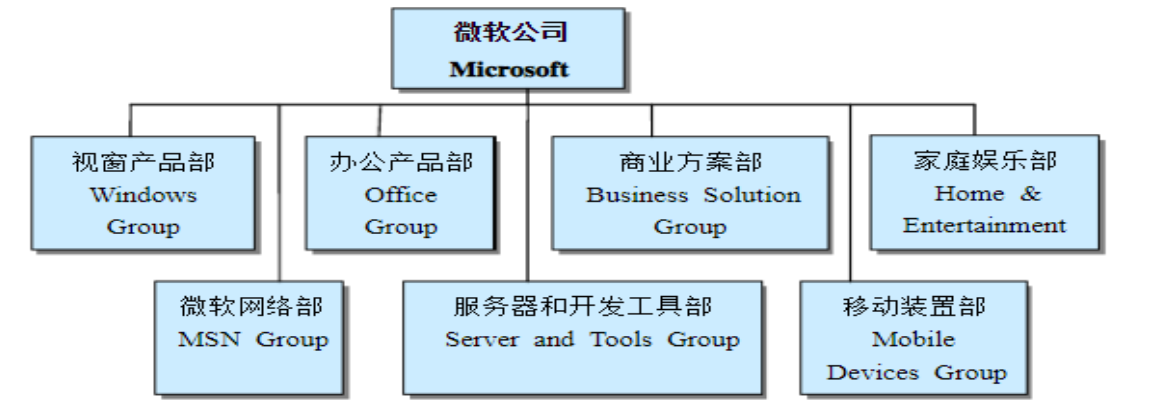 微软公司
Microsoft
视窗产品部
Windows
Group
办公产品部
Office
Group
商业方案部
Business Solution
Group
家庭娱乐部
Home &
Entertainment
微软网络部
MSN Group
服务器和开发工具部
Server and Tools Group
移动装置部
Mobile
Devices Group